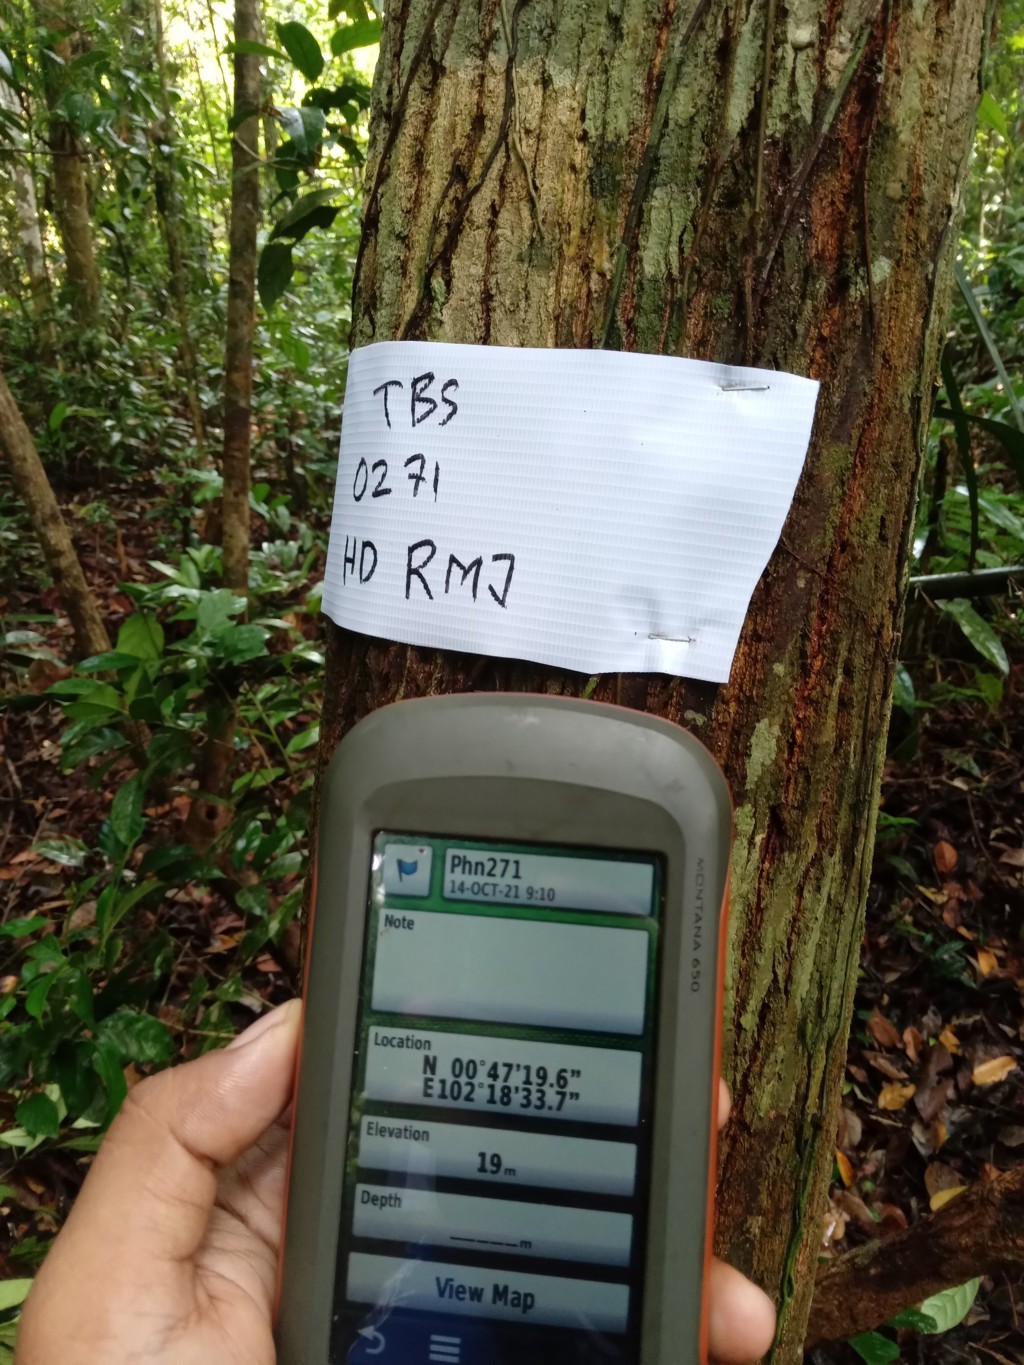 TBS
0271
HD RMJ
MONTANA 650
Phn271
14-OCT-21 9:10
Note
Location
N 00°47'19.6"
E102°18'33.7"
Elevation
19m
Depth
_____m
View Map